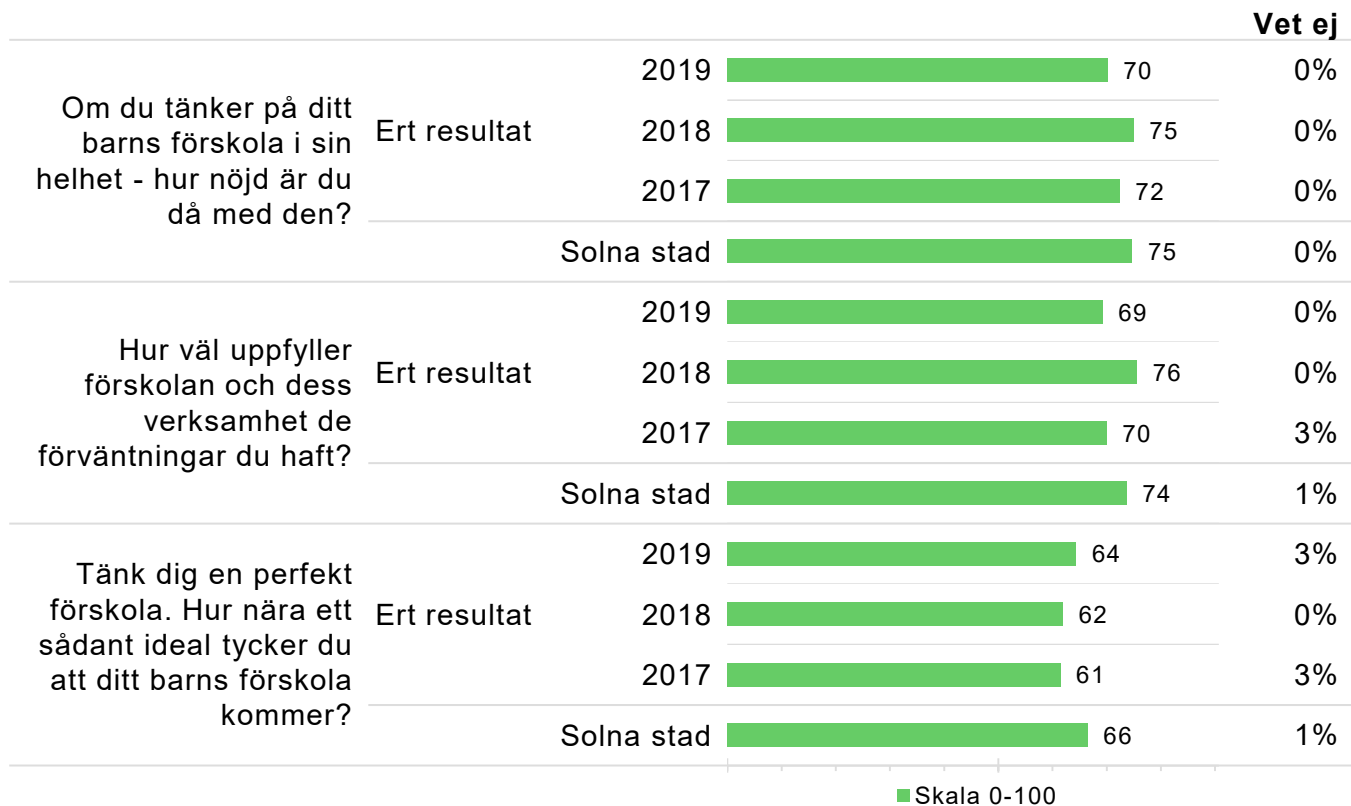 Vet ej
Om du tänker på ditt
barns förskola i sin
helhet - hur nöjd är du
då med den?
Ert resultat
2019 70 0%
2018 75 0%
2017 72 0%
Solna stad 75 0%
Hur väl uppfyller
förskolan och dess
verksamhet de
förväntningar du haft?
Ert resultat
2019 69 0%
2018 76 0%
2017 70 3%
Solna stad 74 1%
Tänk dig en perfekt
förskola. Hur nära ett
sådant ideal tycker du
att ditt barns förskola
kommer?
Ert resultat
2019 64 3%
2018 62 0%
2017 61 3%
Solna stad 66 1%
Skala 0-100